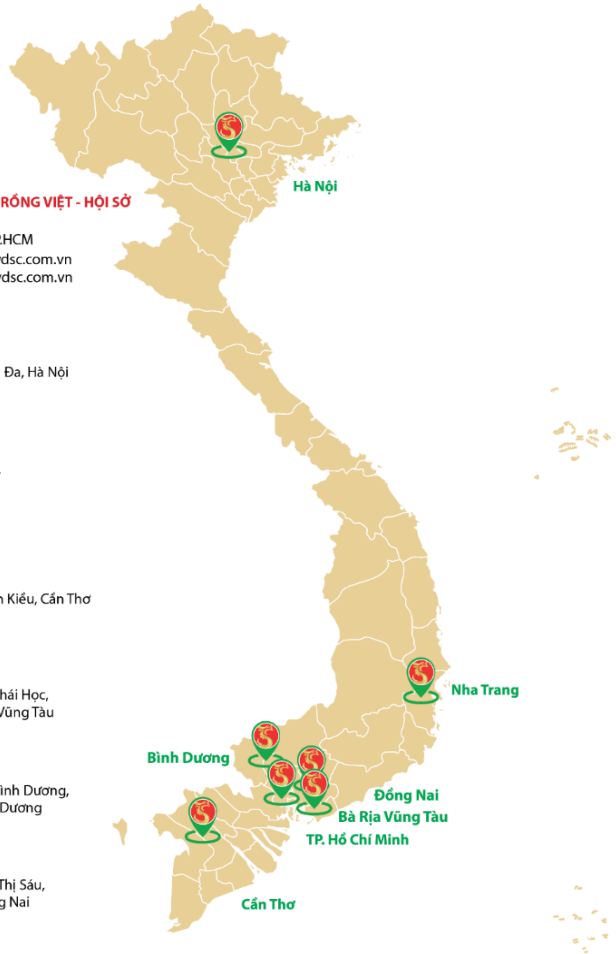 RỒNG VIỆT - HỘI SỞ
P.HCM
vdsc.com.vn
vdsc.com.vn
Đa, Hà Nội
Kiều, Cần Thơ
hái Học,
Vũng Tàu
ình Dương,
Dương
Thị Sáu,
g Nai
Hà Nội
Nha Trang
Bình Dương
Đồng Nai
Bà Rịa Vũng Tàu
TP. Hồ Chí Minh
Cần Thơ